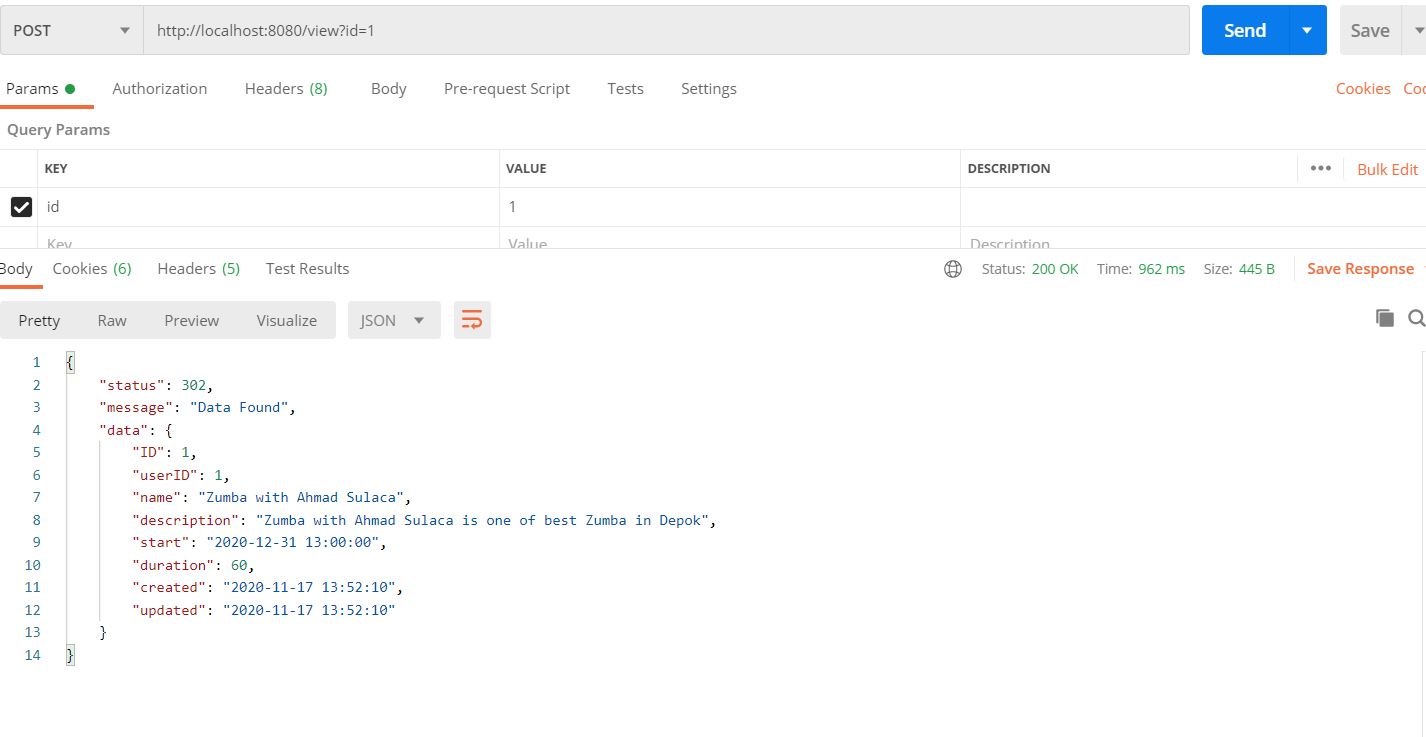 POST http://localhost:8080/view?id=1 Send Save
Params Authorization Headers (8) Body Pre-request Script Tests Settings Cookies
Query Params
KEY VALUE DESCRIPTION ••• Bulk Edit
id 1
Key Value Description
Body Cookies (6) Headers (5) Test Results Status: 200 OK Time: 962 ms Size: 445 B Save Response
Pretty Raw Preview Visualize JSON
1 {
2 "status": 302,
3 "message": "Data Found",
4 "data": {
5 "ID": 1,
6 "userID": 1,
7 "name": "Zumba with Ahmad Sulaca",
8 "description": "Zumba with Ahmad Sulaca is one of best Zumba in Depok",
9 "start": "2020-12-31 13:00:00",
10 "duration": 60,
11 "created": "2020-11-17 13:52:10",
12 "updated": "2020-11-17 13:52:10"
13 }
14 }